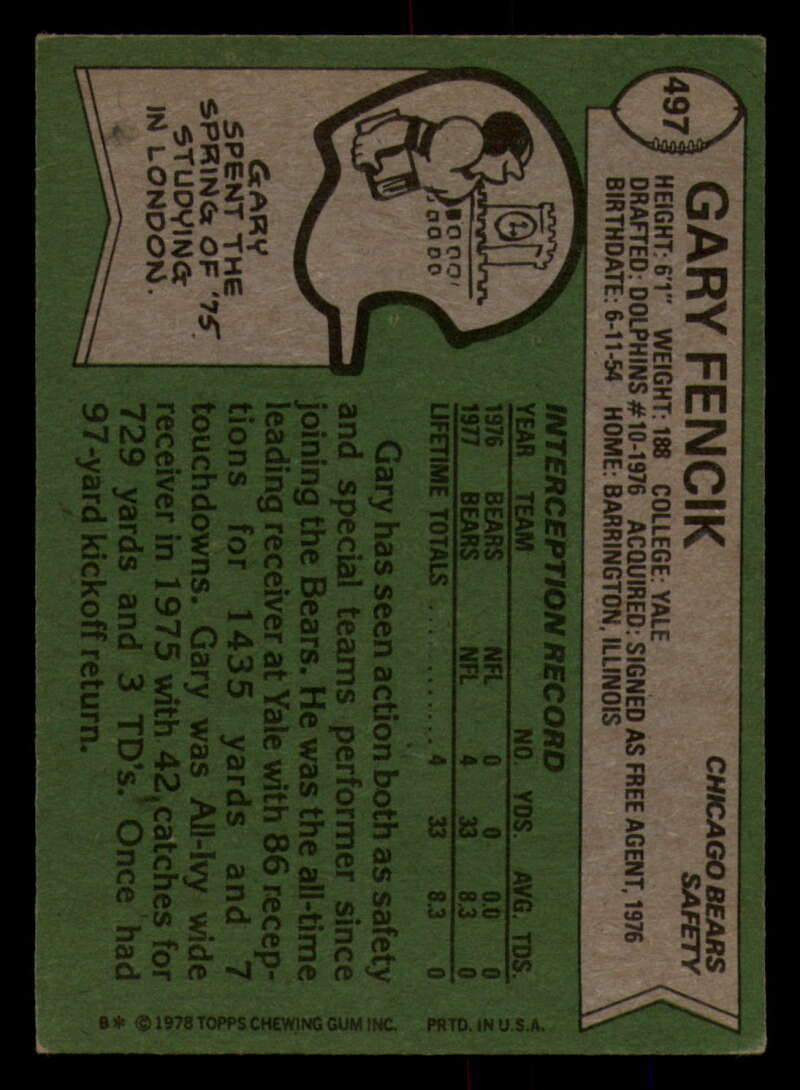 497
GARY FENCIK
CHICAGO BEARS
SAFETY
HEIGHT: 6'1" WEIGHT: 188 COLLEGE: YALE
DRAFTED: DOLPHINS #10-1976 ACQUIRED: SIGNED AS FREE AGENT, 1976
BIRTHDATE: 6-11-54 HOME: BARRINGTON, ILLINOIS
GARY
SPENT THE
SPRING OF '75
STUDYING
IN LONDON.
INTERCEPTION RECORD
YEAR TEAM NO. YDS. AVG. TDS.
1976 BEARS NFL 0 0 0.0 0
1977 BEARS NFL 4 33 8.3 0
LIFETIME TOTALS .......... 4 33 8.3 0
Gary has seen action both as safety
and special teams performer since
joining the Bears. He was the all-time
leading receiver at Yale with 86 recep-
tions for 1435 yards and 7
touchdowns. Gary was All-Ivy wide
receiver in 1975 with 42 catches for
729 yards and 3 TD's. Once had
97-yard kickoff return.
B* © 1978 TOPPS CHEWING GUM INC. PRTD. IN U.S.A.